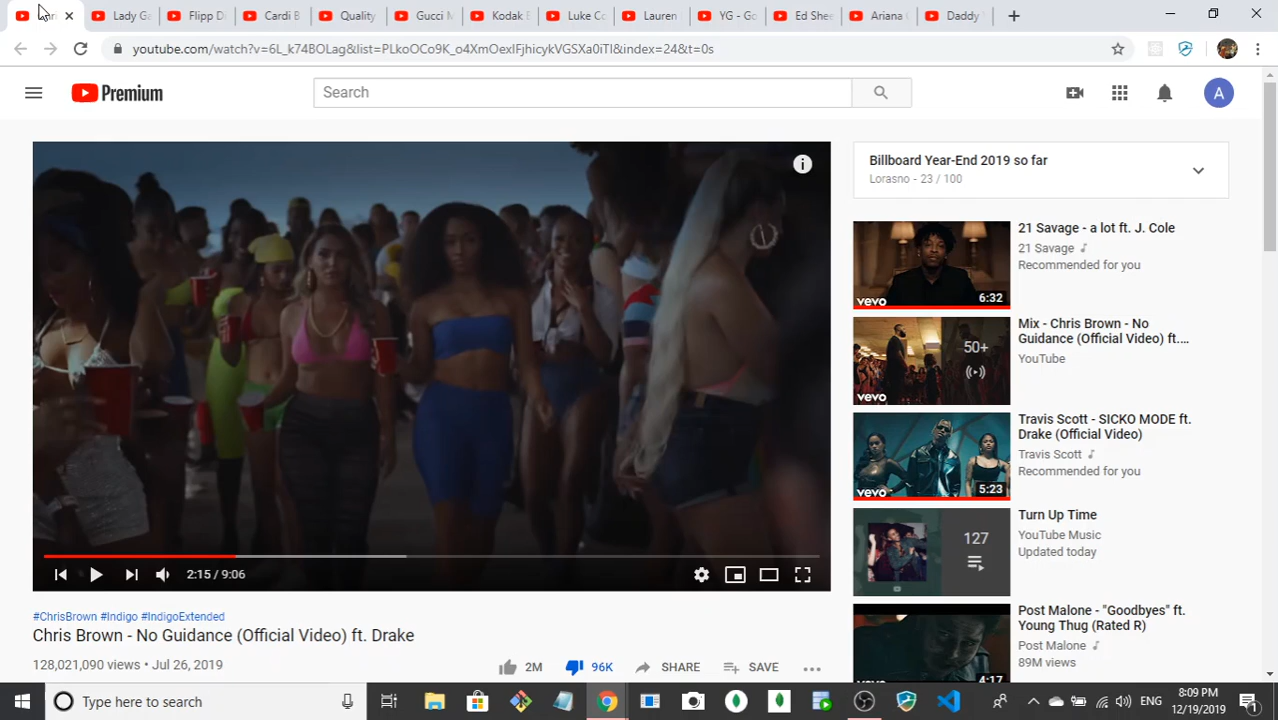 Lady Ga
Flipp D
Cardi B
Quality
Gucci M
Kodak B
Luke Co
Lauren
YG - Go
Ed Shee
Ariana
Daddy
youtube.com/watch?v=6L_k74BOLag&list=PLkoOCo9K_o4XmOexIFjhicykVGSXa0iTI&index=24&t=0s
Premium
Search
A
Billboard Year-End 2019 so far
Lorasno - 23 / 100
21 Savage - a lot ft. J. Cole
21 Savage
Recommended for you
vevo 6:32
Mix - Chris Brown - No
Guidance (Official Video) ft....
YouTube
50+
vevo
Travis Scott - SICKO MODE ft.
Drake (Official Video)
Travis Scott
Recommended for you
vevo 5:23
Turn Up Time
YouTube Music
Updated today
127
Post Malone - "Goodbyes" ft.
Young Thug (Rated R)
Post Malone
89M views
vevo 4:17
2:15 / 9:06
#ChrisBrown #Indigo #IndigoExtended
Chris Brown - No Guidance (Official Video) ft. Drake
128,021,090 views • Jul 26, 2019
2M 96K SHARE SAVE
Type here to search
ENG
8:09 PM
12/19/2019
1